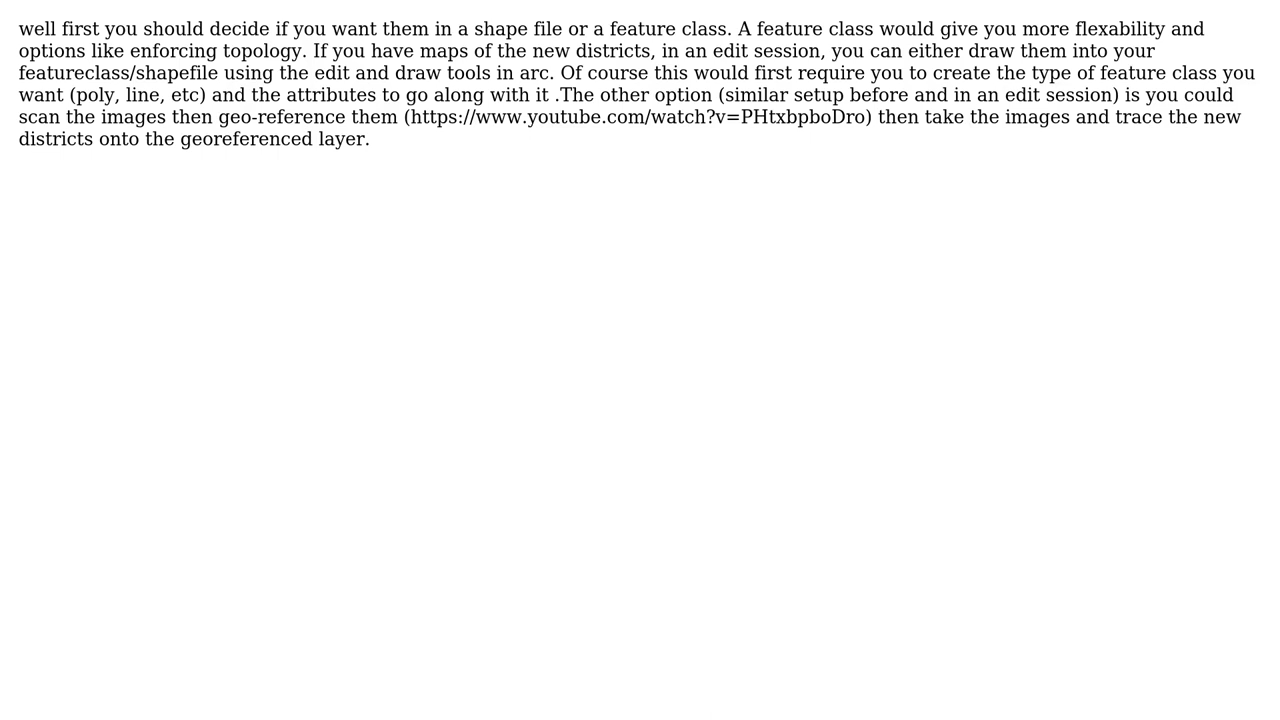 well first you should decide if you want them in a shape file or a feature class. A feature class would give you more flexability and
options like enforcing topology. If you have maps of the new districts, in an edit session, you can either draw them into your
featureclass/shapefile using the edit and draw tools in arc. Of course this would first require you to create the type of feature class you
want (poly, line, etc) and the attributes to go along with it .The other option (similar setup before and in an edit session) is you could
scan the images then geo-reference them (https://www.youtube.com/watch?v=PHtxbpboDro) then take the images and trace the new
districts onto the georeferenced layer.